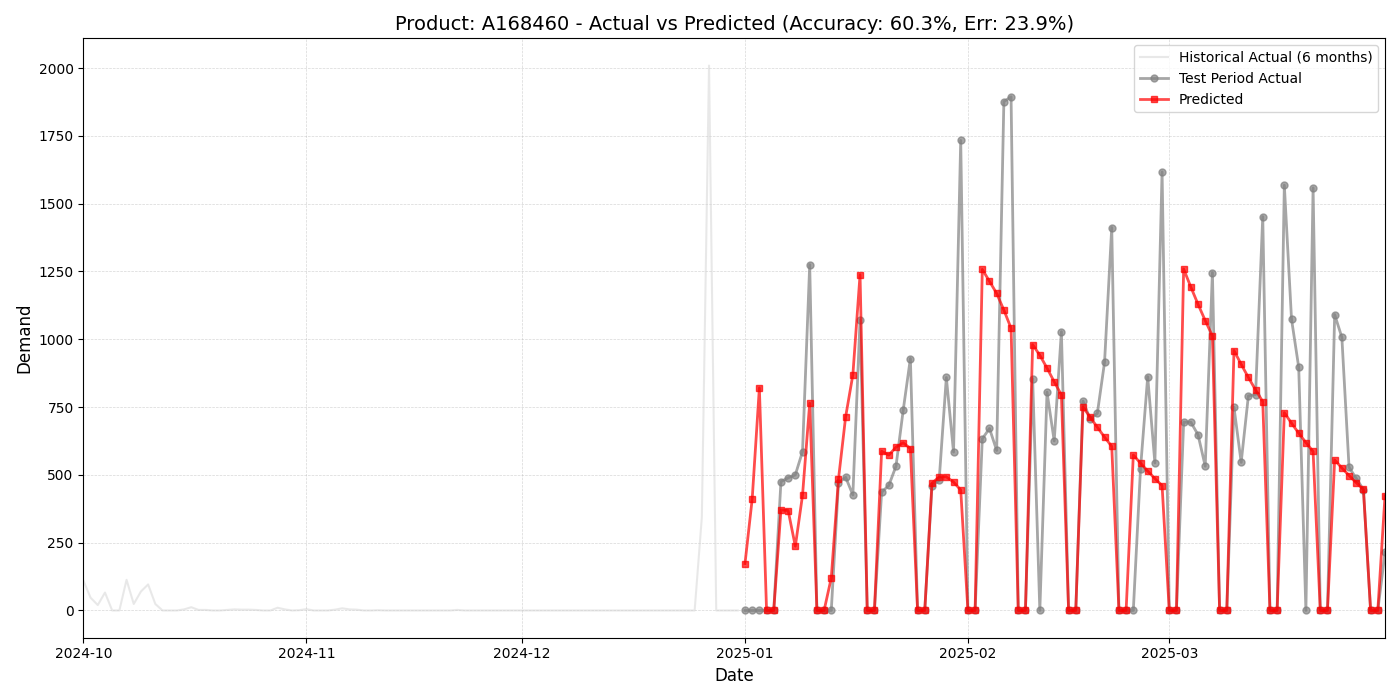 Product: A168460 - Actual vs Predicted (Accuracy: 60.3%, Err: 23.9%)
Historical Actual (6 months)
Test Period Actual
Predicted
2000
1750
1500
1250
1000
750
500
250
0
Demand
2024-10
2024-11
2024-12
2025-01
2025-02
2025-03
Date